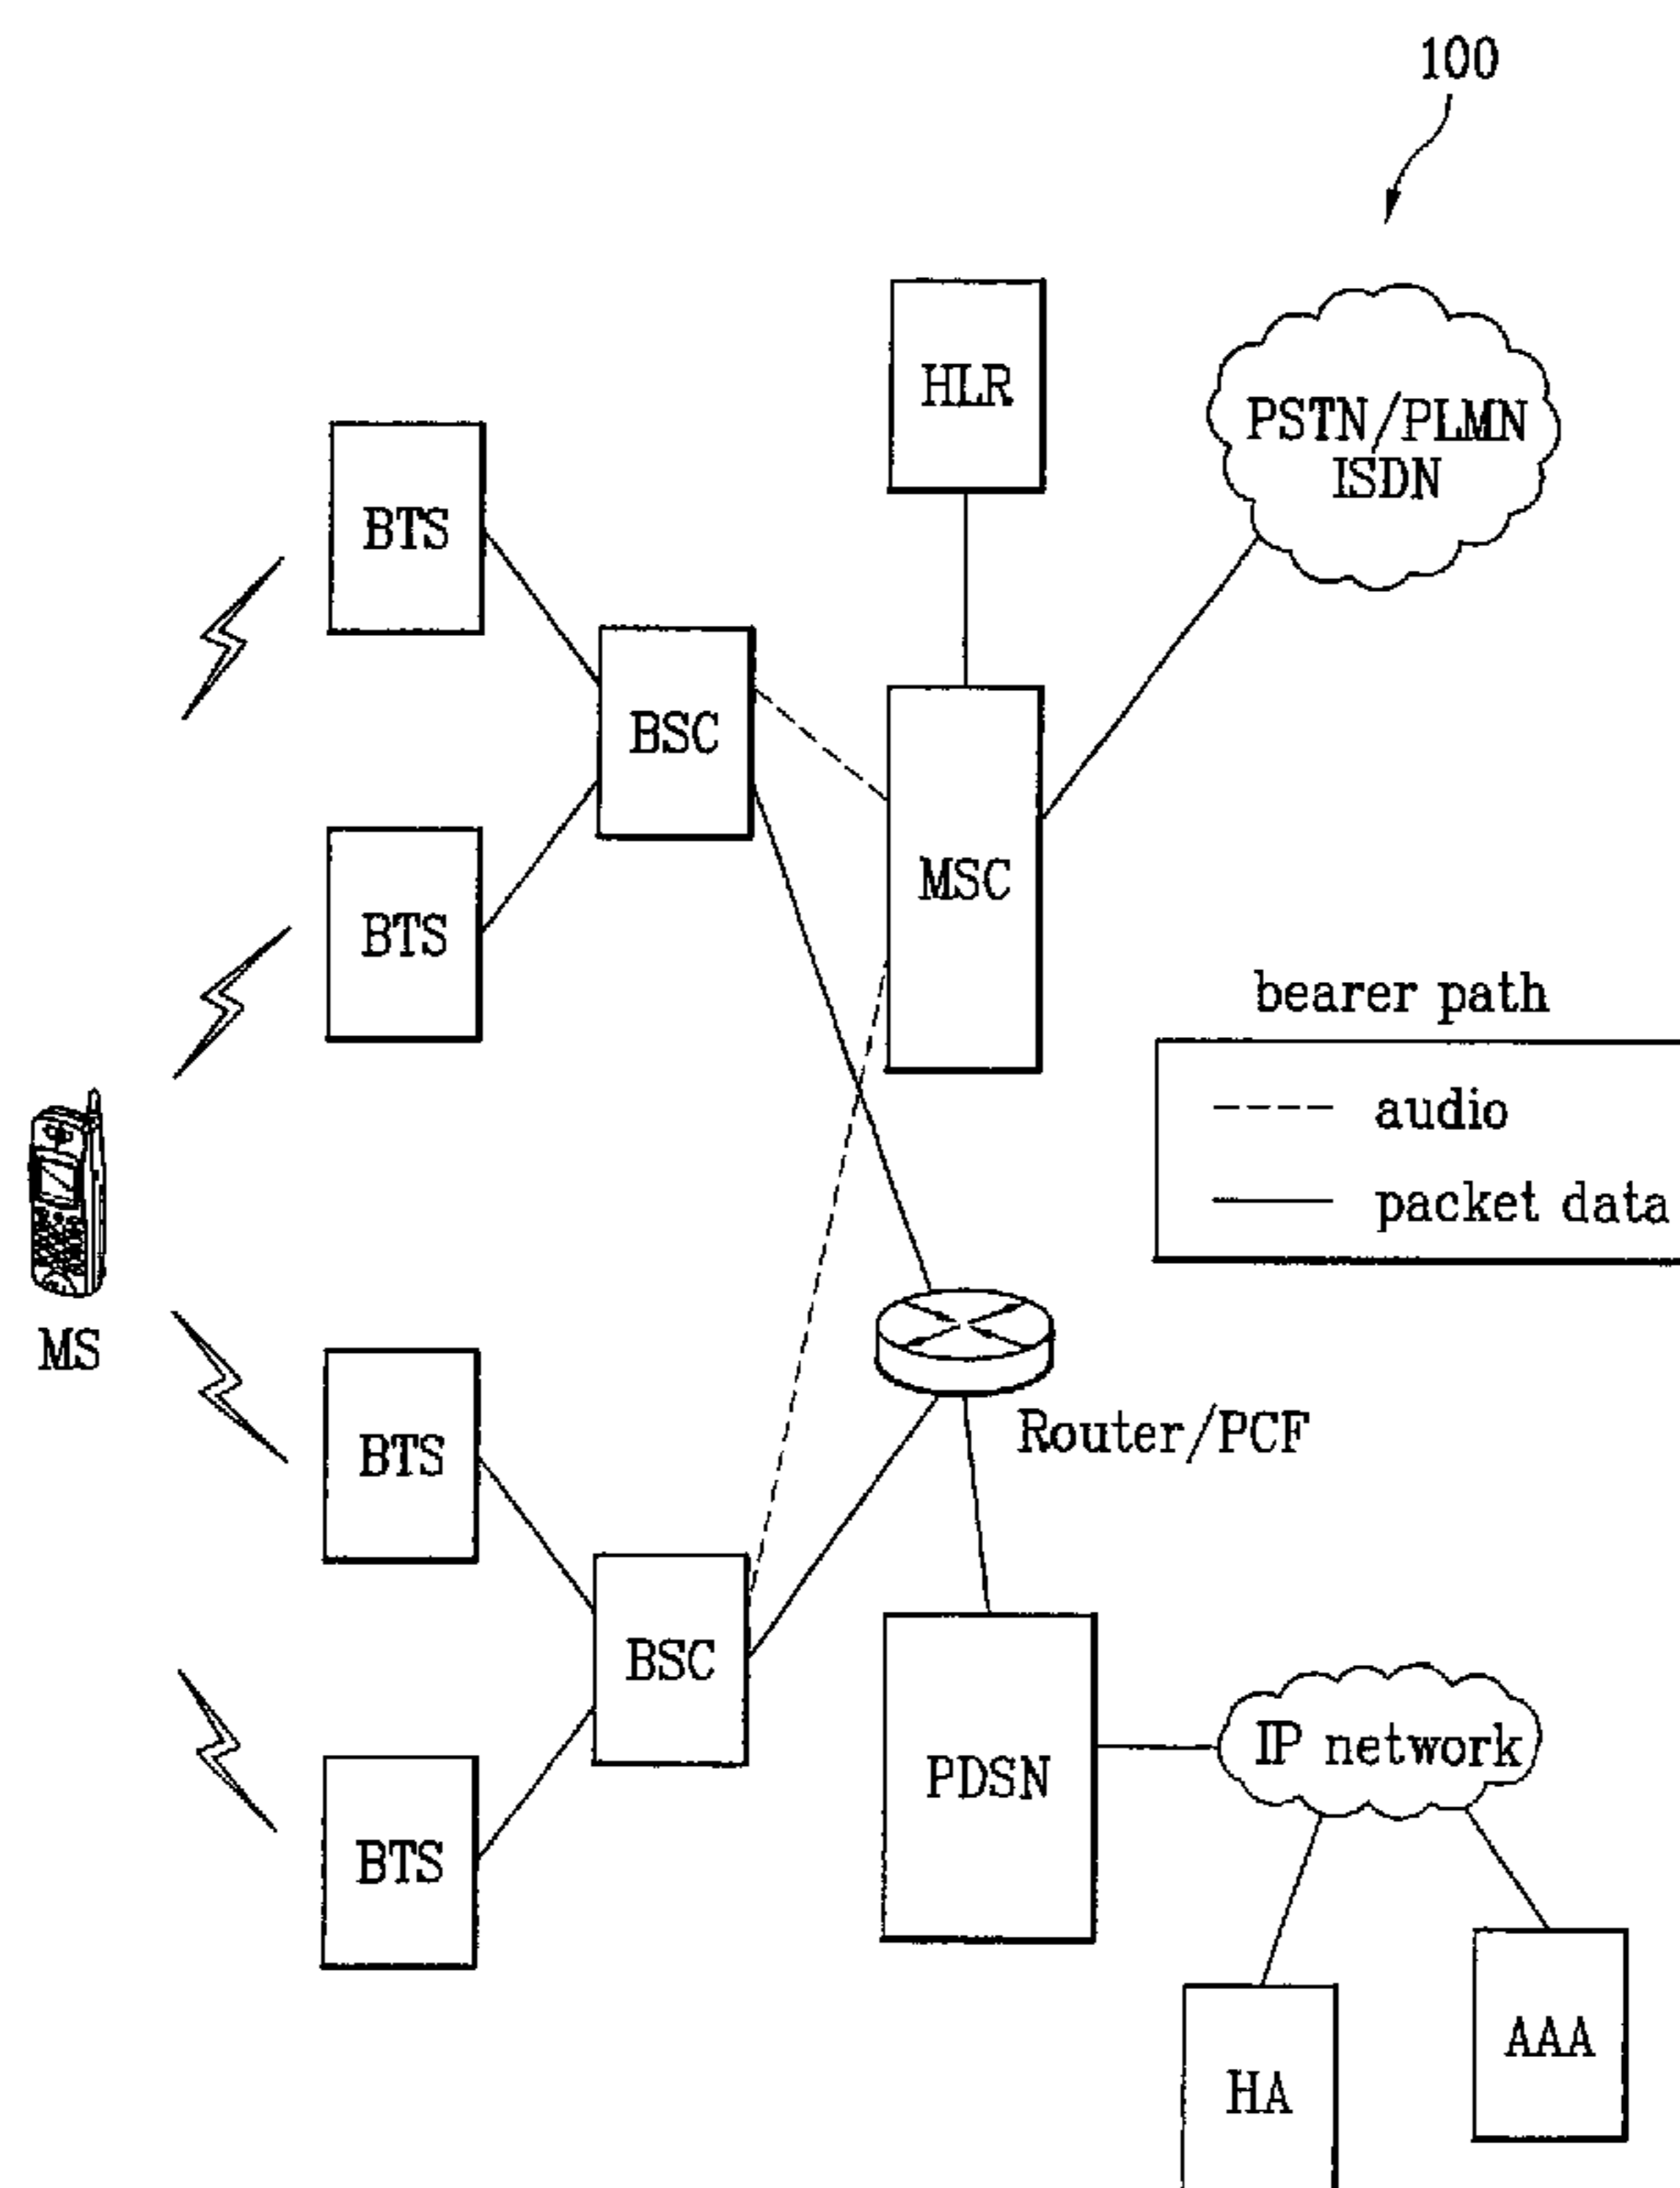 100
HLR
PSTN/PLMN
ISDN
BTS
BSC
MSC
BTS
bearer path
audio
packet data
MS
Router/PCF
BTS
BSC
IP network
PDSN
BTS
AAA
HA